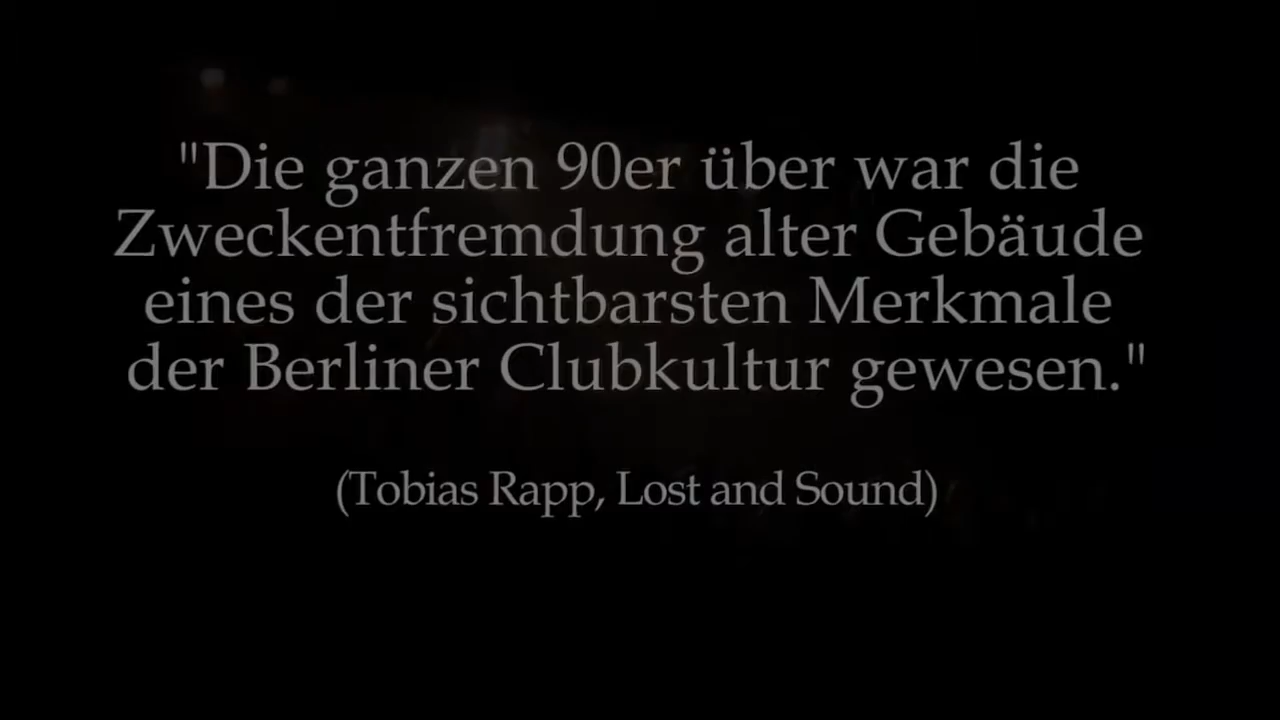 "Die ganzen 90er über war die
Zweckentfremdung alter Gebäude
eines der sichtbarsten Merkmale
der Berliner Clubkultur gewesen."
(Tobias Rapp, Lost and Sound)